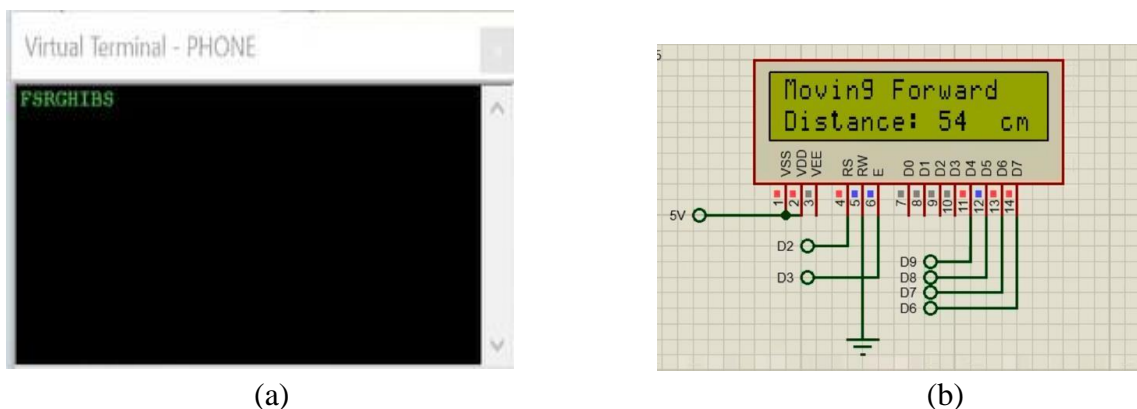 Virtual Terminal - PHONE
FSRGHIBS
(a)
5
Moving Forward
Distance: 54 cm
VSS VDD VEE RS RW E D0 D1 D2 D3 D4 D5 D6 D7
1 2 3 4 5 6 7 8 9 10 11 12 13 14
5V
D2
D3
D9
D8
D7
D6
(b)